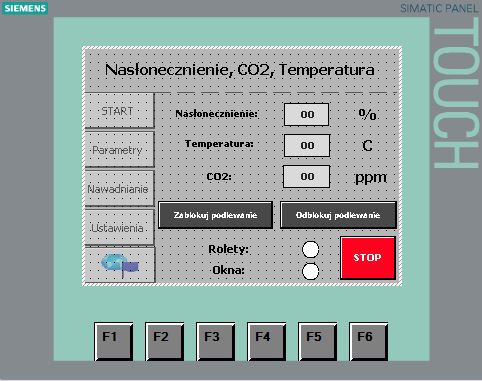 SIEMENS
SIMATIC PANEL
TOUCH
Nasłonecznienie, CO2, Temperatura
START
Nasłonecznienie: 00 %
Parametry
Temperatura: 00 C
Nawadnianie
CO2: 00 ppm
Ustawienia
Zablokuj podlewanie
Odblokuj podlewanie
Rolety:
Okna:
STOP
F1 F2 F3 F4 F5 F6